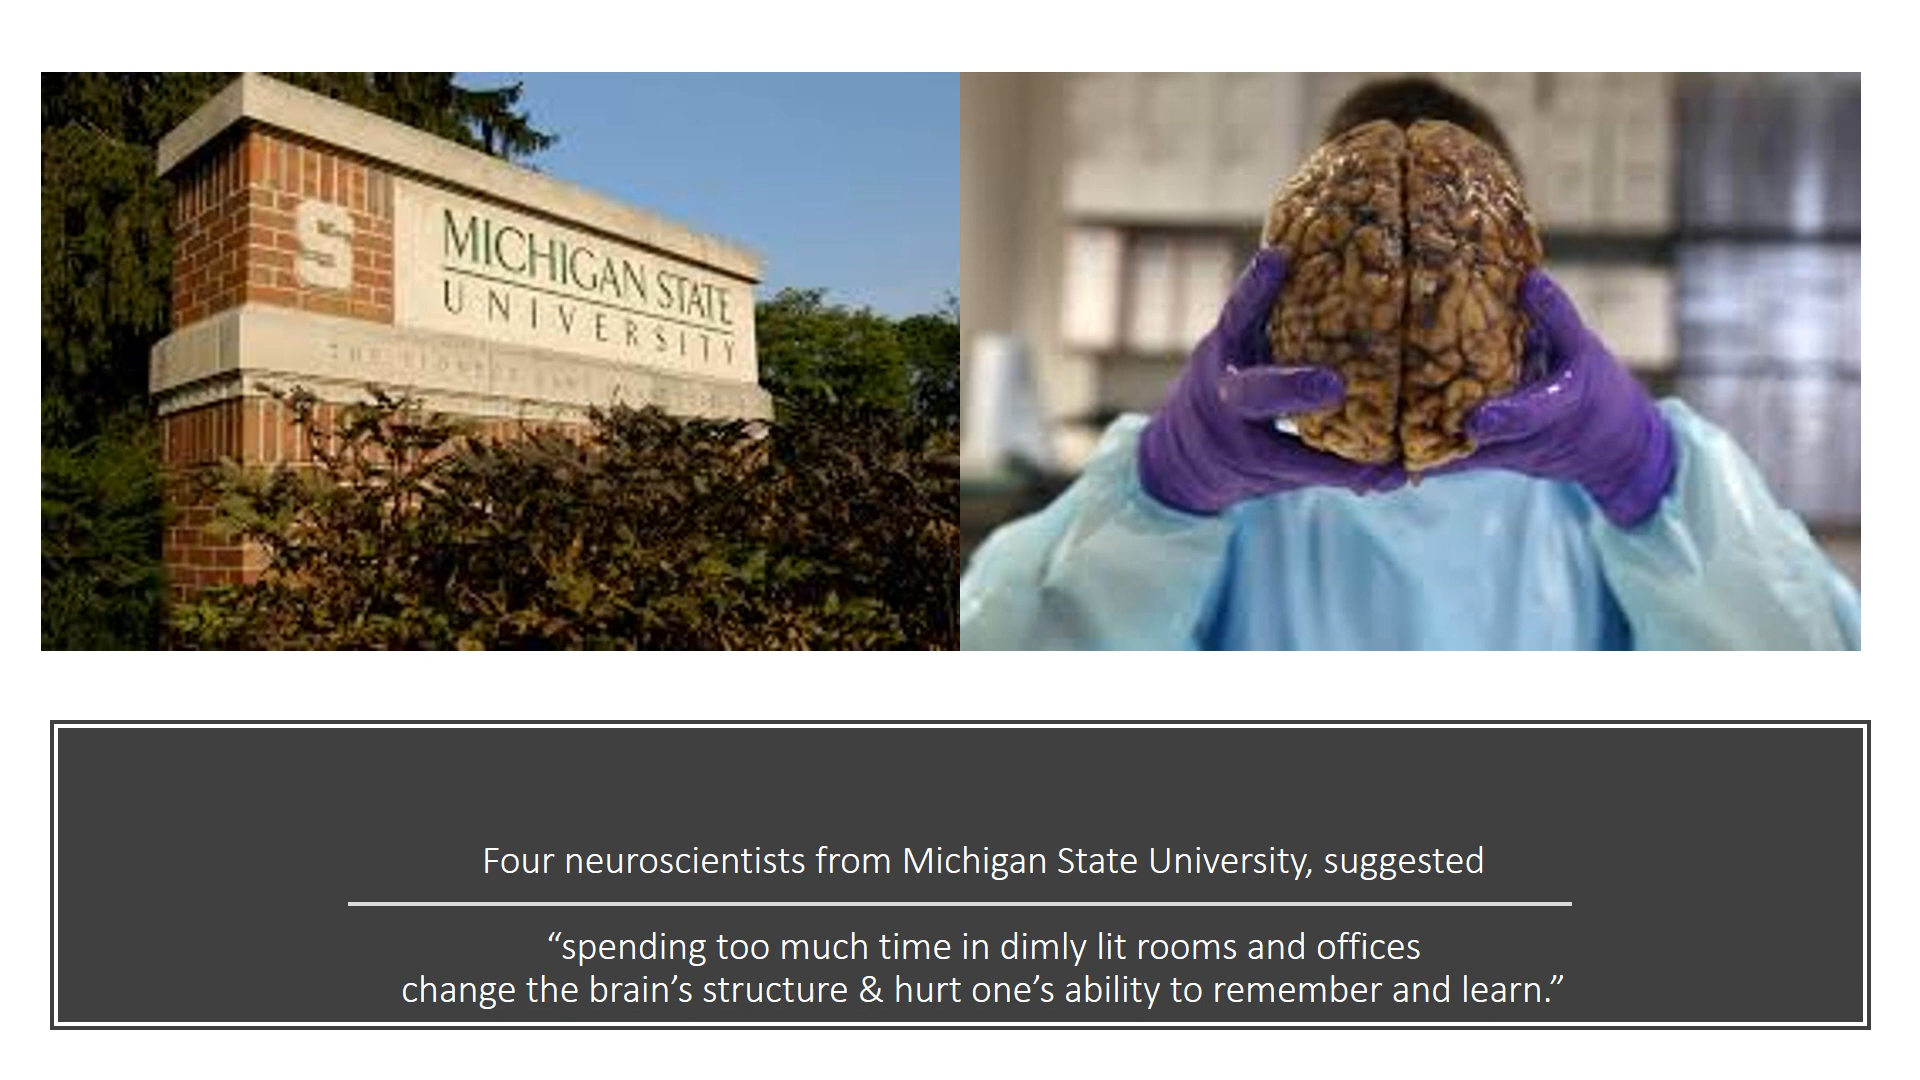 S
MICHIGAN STATE
UNIVERSITY
Four neuroscientists from Michigan State University, suggested
“spending too much time in dimly lit rooms and offices
change the brain’s structure & hurt one’s ability to remember and learn.”